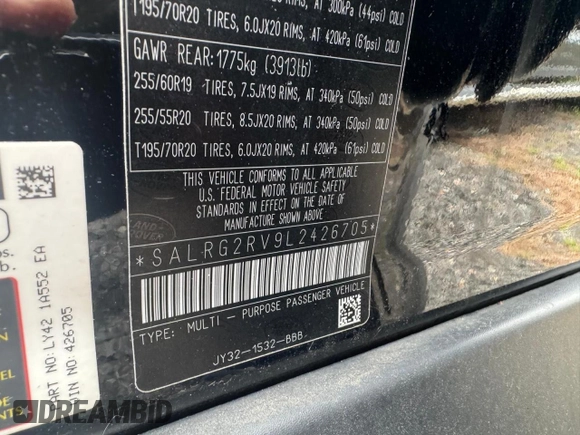 T195/70R20 TIRES, 6.0JX20 RIMS, AT 420kPa (61psi) COLD
GAWR REAR:1775kg (3913lb)
255/60R19 TIRES, 7.5JX19 RIMS, AT 340kPa (50psi) COLD
255/55R20 TIRES, 8.5JX20 RIMS, AT 340kPa (50psi) COLD
T195/70R20 TIRES, 6.0JX20 RIMS, AT 420kPa (61psi) COLD
THIS VEHICLE CONFORMS TO ALL APPLICABLE
U.S. FEDERAL MOTOR VEHICLE SAFETY
STANDARDS IN EFFECT ON THE DATE OF
MANUFACTURE SHOWN ABOVE.
LAND
ROVER
*SALRG2RV9L2426705*
TYPE: MULTI - PURPOSE PASSENGER VEHICLE
JY32-1532-BBB
PART NO:LY42 1A552 EA
VIN NO: 426705
DREAMBID